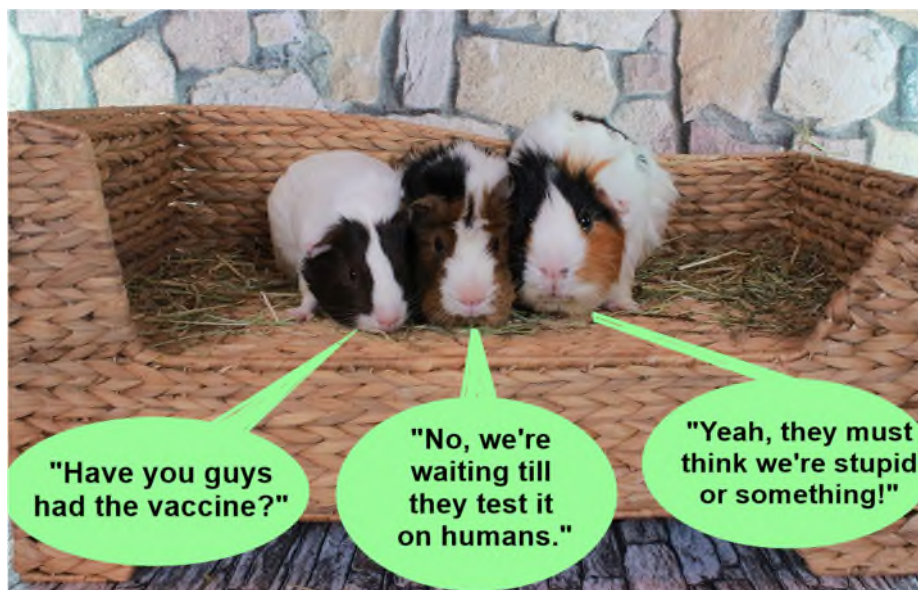 "Have you guys
had the vaccine?"
"No, we're
waiting till
they test it
on humans."
"Yeah, they must
think we're stupid
or something!"